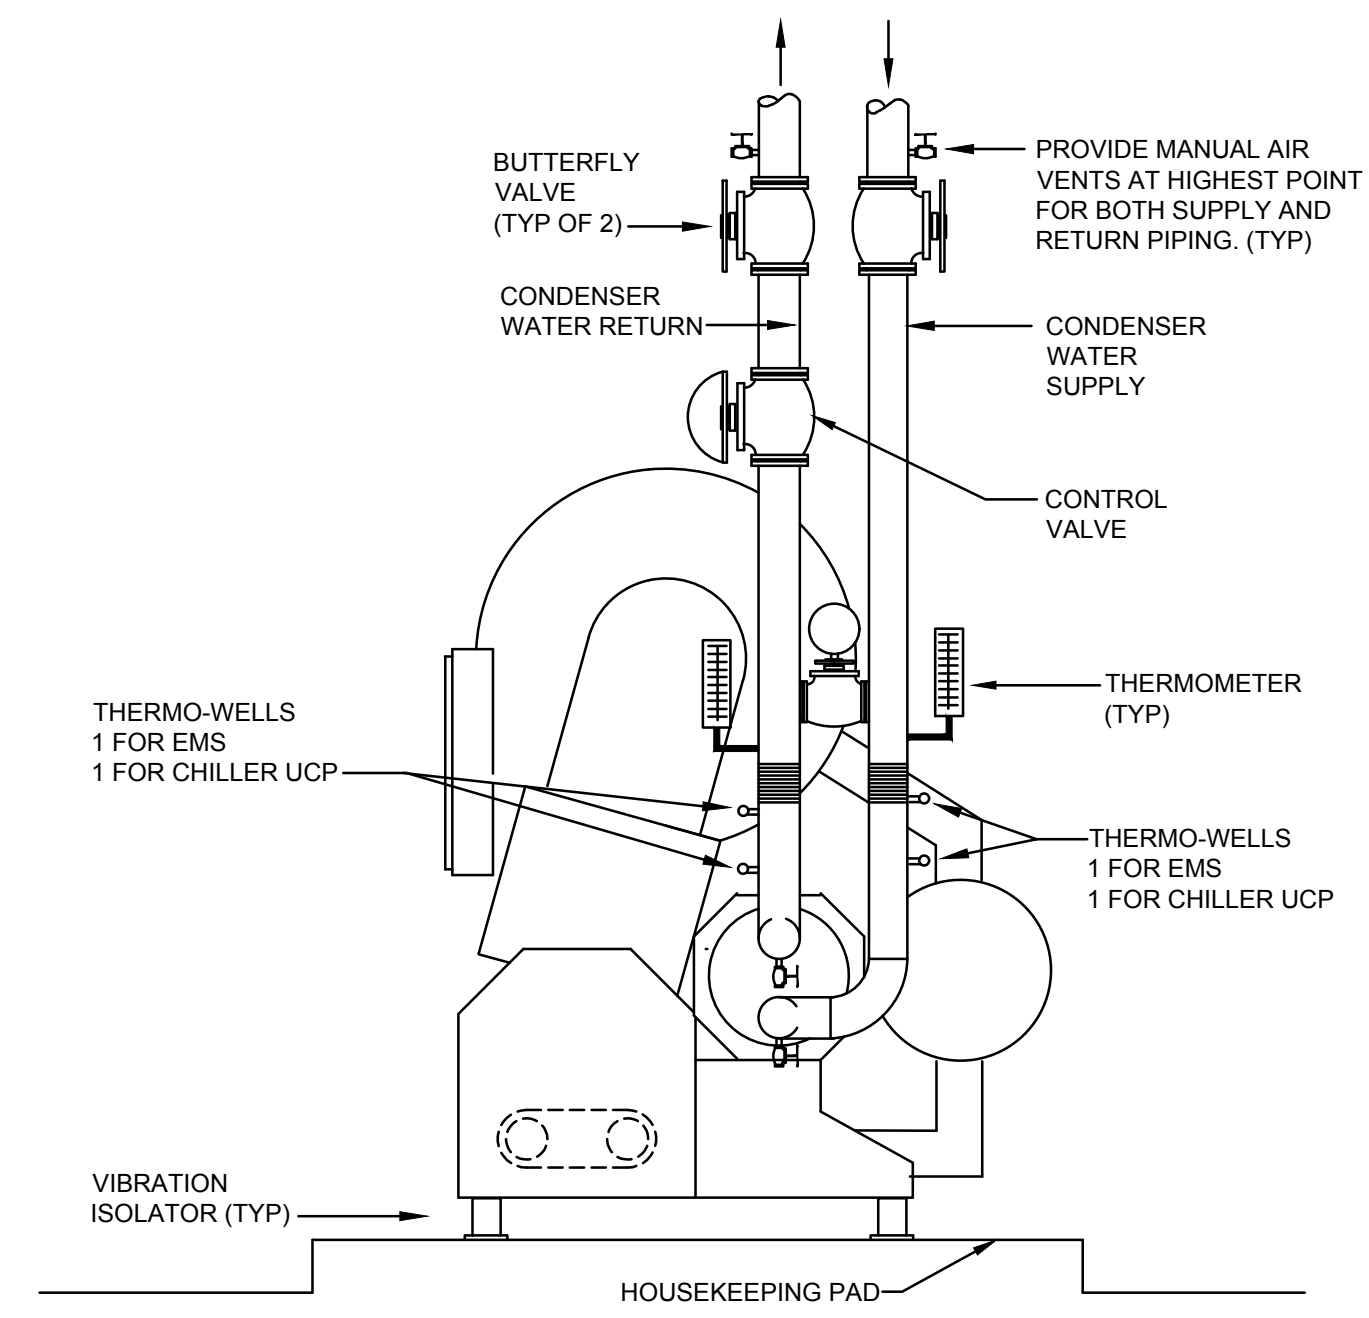 BUTTERFLY
VALVE
(TYP OF 2)
PROVIDE MANUAL AIR
VENTS AT HIGHEST POINT
FOR BOTH SUPPLY AND
RETURN PIPING. (TYP)
CONDENSER
WATER RETURN
CONDENSER
WATER
SUPPLY
CONTROL
VALVE
THERMOMETER
(TYP)
THERMO-WELLS
1 FOR EMS
1 FOR CHILLER UCP
THERMO-WELLS
1 FOR EMS
1 FOR CHILLER UCP
VIBRATION
ISOLATOR (TYP)
HOUSEKEEPING PAD